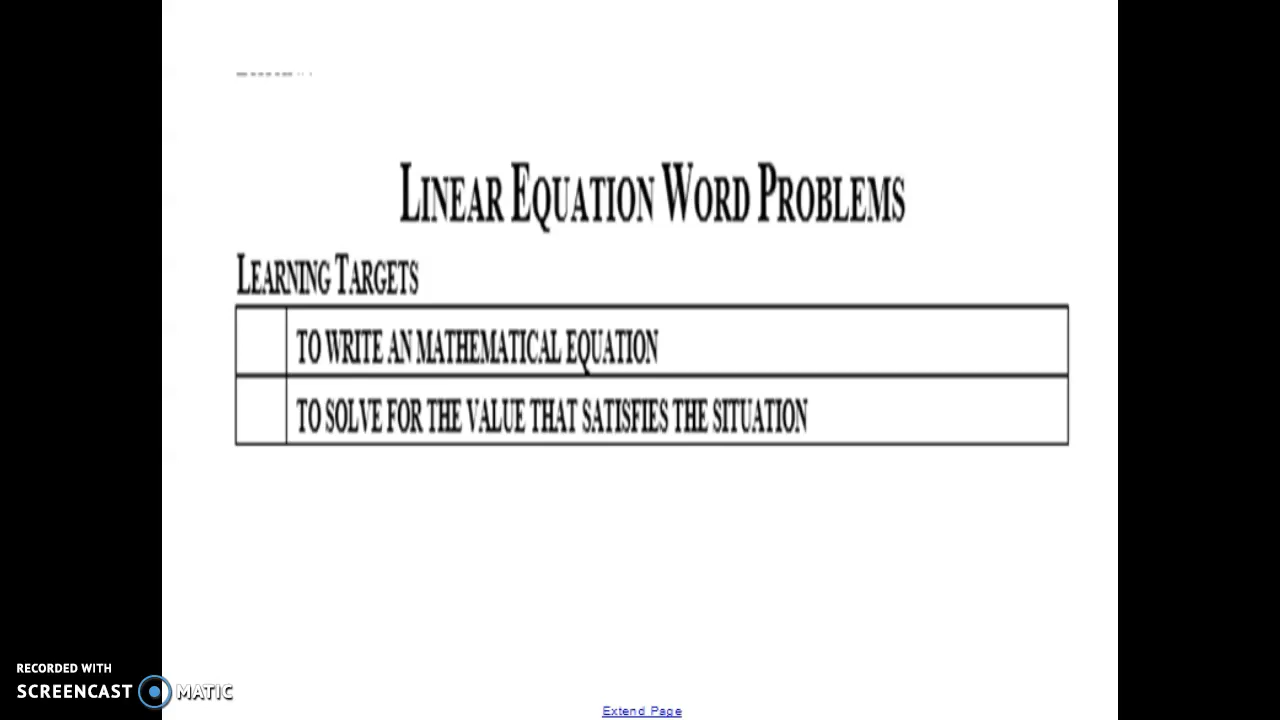 LINEAR EQUATION WORD PROBLEMS
LEARNING TARGETS
TO WRITE AN MATHEMATICAL EQUATION
TO SOLVE FOR THE VALUE THAT SATISFIES THE SITUATION
RECORDED WITH
SCREENCAST MATIC
Extend Page